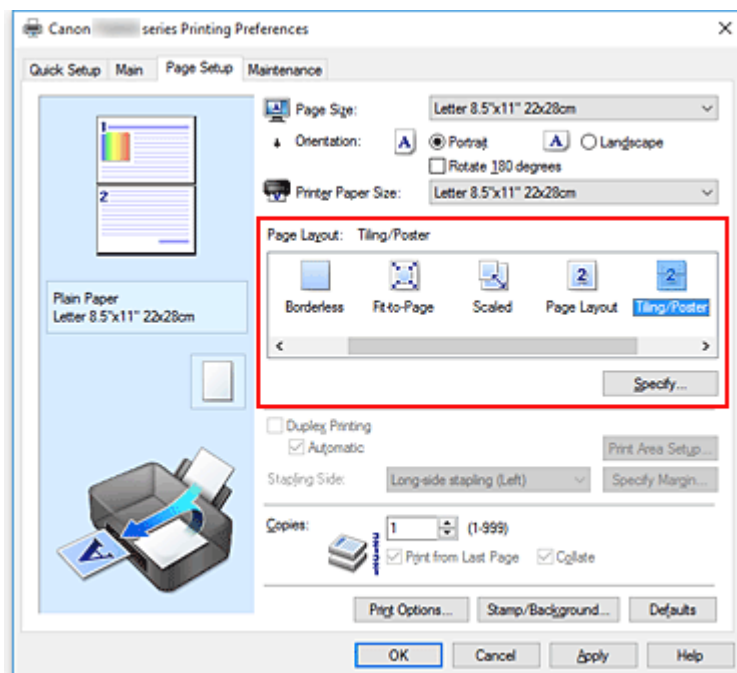 Canon series Printing Preferences
Quick Setup Main Page Setup Maintenance
1
2
Plain Paper
Letter 8.5"x11" 22x28cm
Page Size: Letter 8.5"x11" 22x28cm
Orientation: A Portrait A Landscape
Rotate 180 degrees
Printer Paper Size: Letter 8.5"x11" 22x28cm
Page Layout: Tiling/Poster
2 2
Borderless Fit-to-Page Scaled Page Layout Tiling/Poster
Specify...
Duplex Printing
Automatic Print Area Setup...
Stapling Side: Long-side stapling (Left) Specify Margin...
Copies: 1 (1-999)
Print from Last Page Collate
A
Print Options... Stamp/Background... Defaults
OK Cancel Apply Help